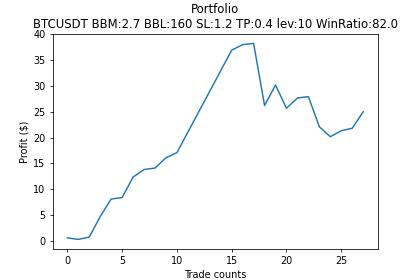 Portfolio
BTCUSDT BBM:2.7 BBL:160 SL:1.2 TP:0.4 lev:10 WinRatio:82.0
40
35
30
25
20
15
10
5
0
Profit ($)
0 5 10 15 20 25
Trade counts